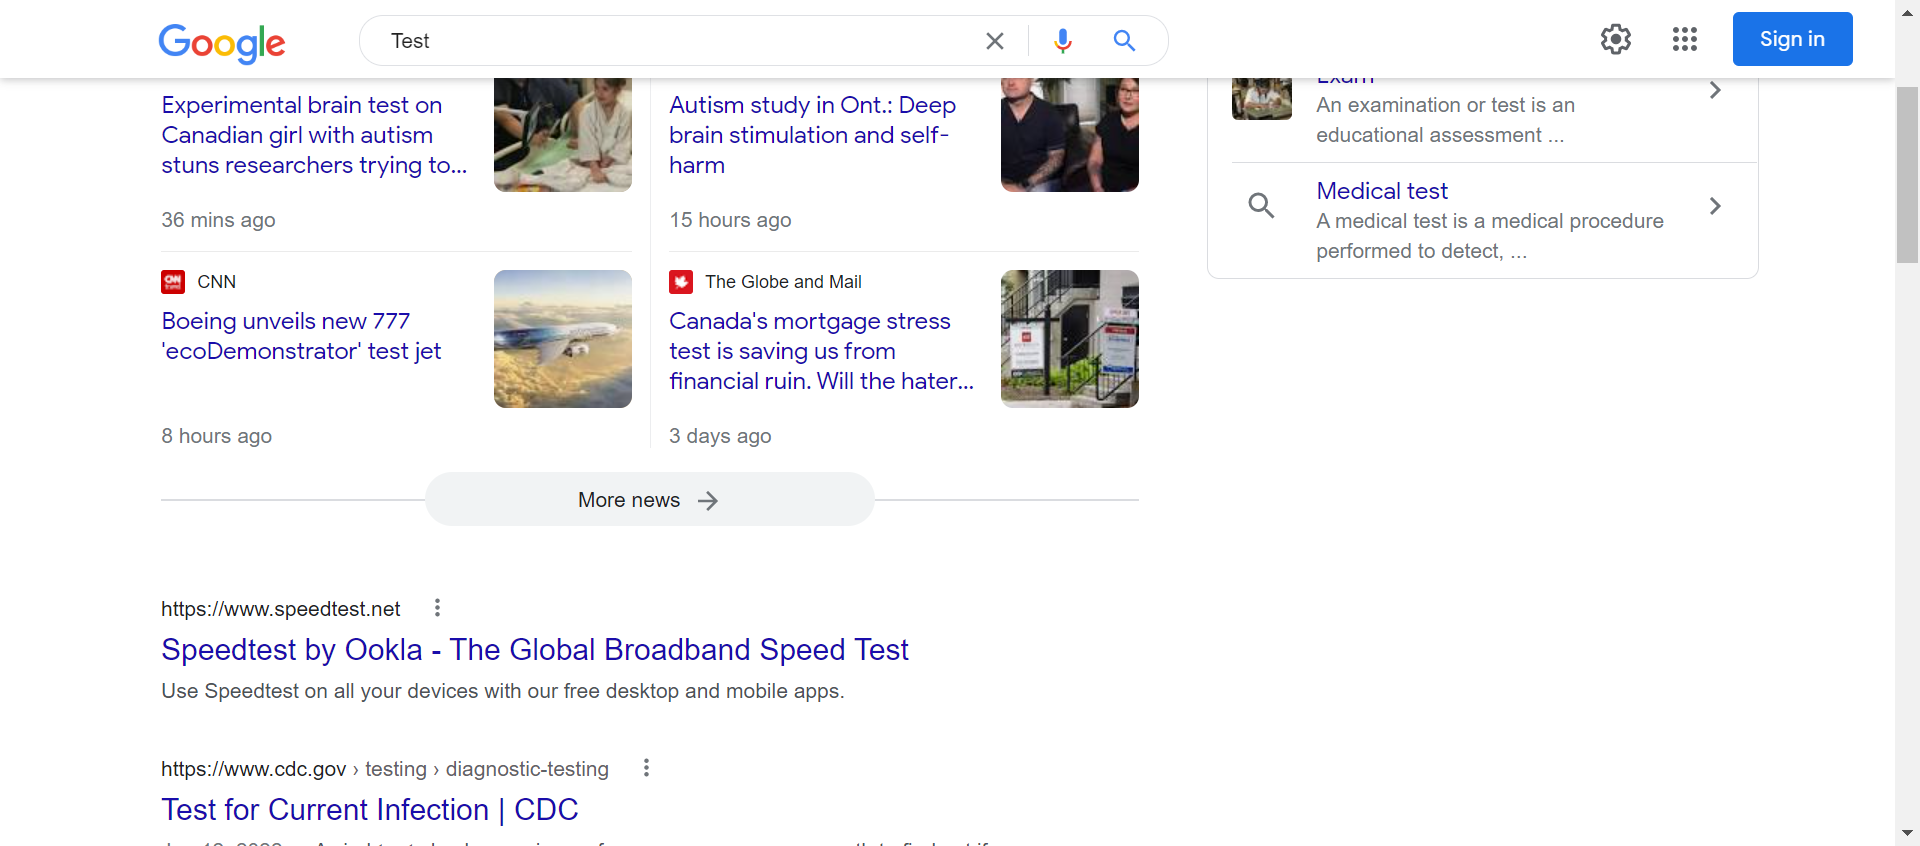 Google
Test
Sign in
Experimental brain test on
Canadian girl with autism
stuns researchers trying to...
36 mins ago
Autism study in Ont.: Deep
brain stimulation and self-
harm
15 hours ago
CNN
Boeing unveils new 777
'ecoDemonstrator' test jet
8 hours ago
The Globe and Mail
Canada's mortgage stress
test is saving us from
financial ruin. Will the hater...
3 days ago
More news
Exam
An examination or test is an
educational assessment ...
Medical test
A medical test is a medical procedure
performed to detect, ...
https://www.speedtest.net
Speedtest by Ookla - The Global Broadband Speed Test
Use Speedtest on all your devices with our free desktop and mobile apps.
https://www.cdc.gov › testing › diagnostic-testing
Test for Current Infection | CDC